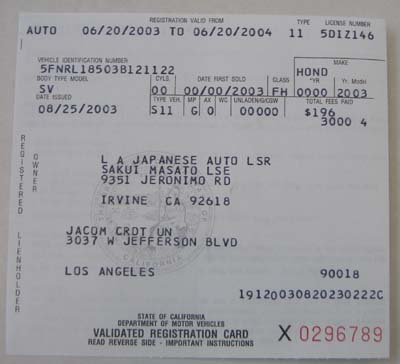 REGISTRATION VALID FROM TYPE LICENSE NUMBER
AUTO 06/20/2003 TO 06/20/2004 11 5DIZ146
VEHICLE IDENTIFICATION NUMBER MAKE
5FNRL18503B121122 HOND
BODY TYPE MODEL CYLS DATE FIRST SOLD CLASS *YR Yr. Model
SV 00 00/00/2003 FH 0000 2003
DATE ISSUED TYPE VEH. MP AX WC UNLADEN/G/CGW TOTAL FEES PAID
08/25/2003 S11 G 0 00000 $196
3000 4
REGISTERED OWNER
L A JAPANESE AUTO LSR
SAKUI MASATO LSE
9351 JERONIMO RD
IRVINE CA 92618
LIENHOLDER
JACOM CRDT UN
3037 W JEFFERSON BLVD
LOS ANGELES 90018
CALIFORNIA
19120030820230222C
STATE OF CALIFORNIA
DEPARTMENT OF MOTOR VEHICLES
VALIDATED REGISTRATION CARD X 0296789
READ REVERSE SIDE - IMPORTANT INSTRUCTIONS